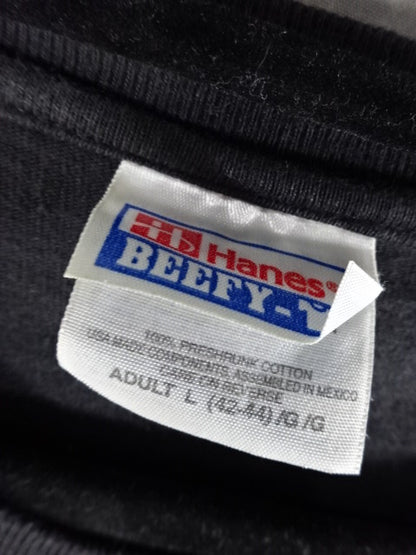 Hanes®
BEEFY-T
100% PRESHRUNK COTTON
USA MADE COMPONENTS, ASSEMBLED IN MEXICO
CARE ON REVERSE
ADULT L (42-44)/G/G